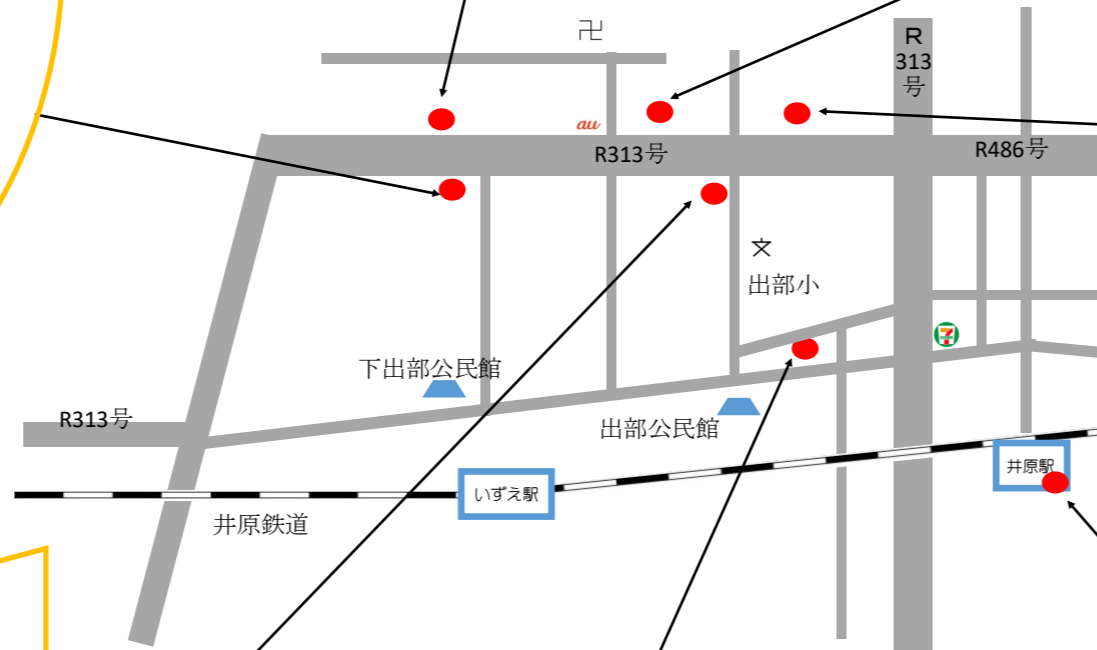 卍
R
313
号
au
R313号
R486号
文
出部小
7
下出部公民館
R313号
出部公民館
井原駅
いずえ駅
井原鉄道